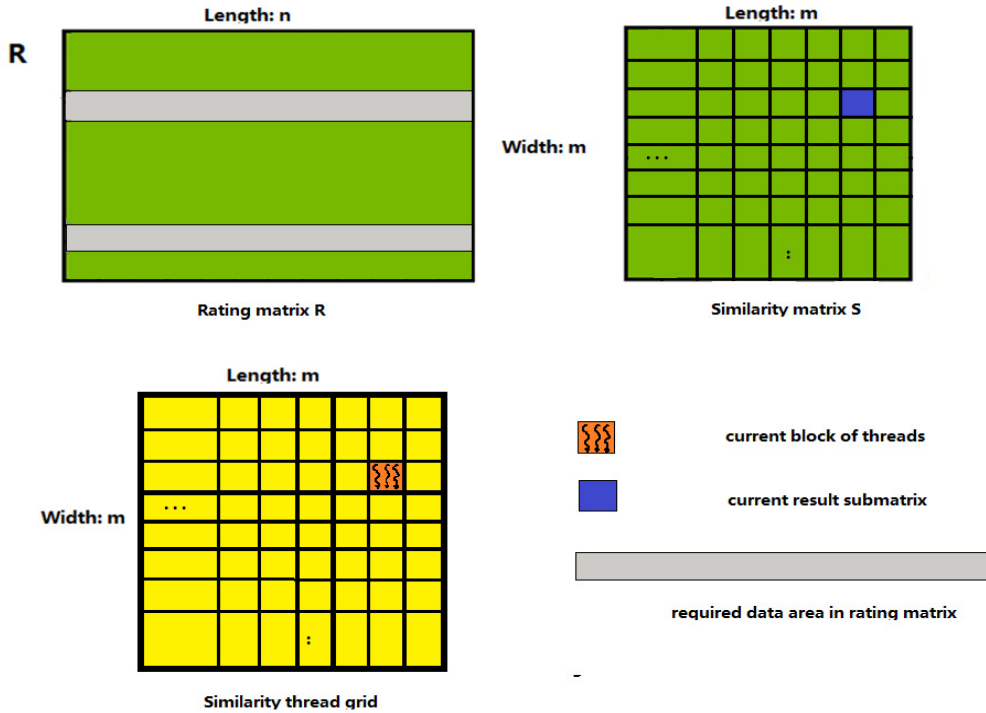 Length: n
R
Rating matrix R
Length: m
Width: m
...
:
Similarity matrix S
Length: m
Width: m
...
:
Similarity thread grid
current block of threads
current result submatrix
required data area in rating matrix